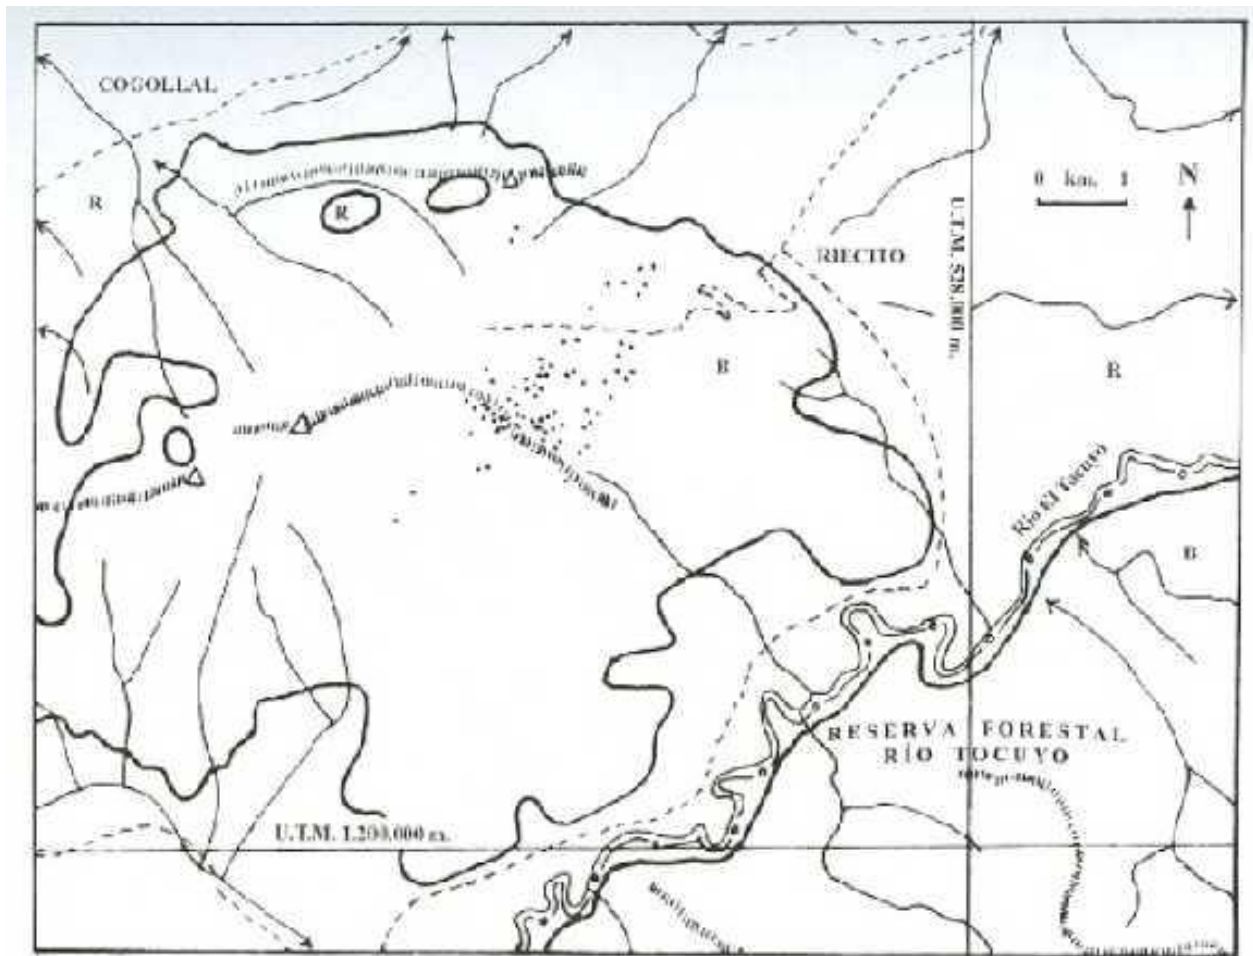 COGOLLAL
R
R
0 km. 1
N
RIECITO
U.T.M. 528.000 m.
B
R
Río El Tocuyo
B
RESERVA FORESTAL
RÍO TOCUYO
U.T.M. 1.200.000 m.